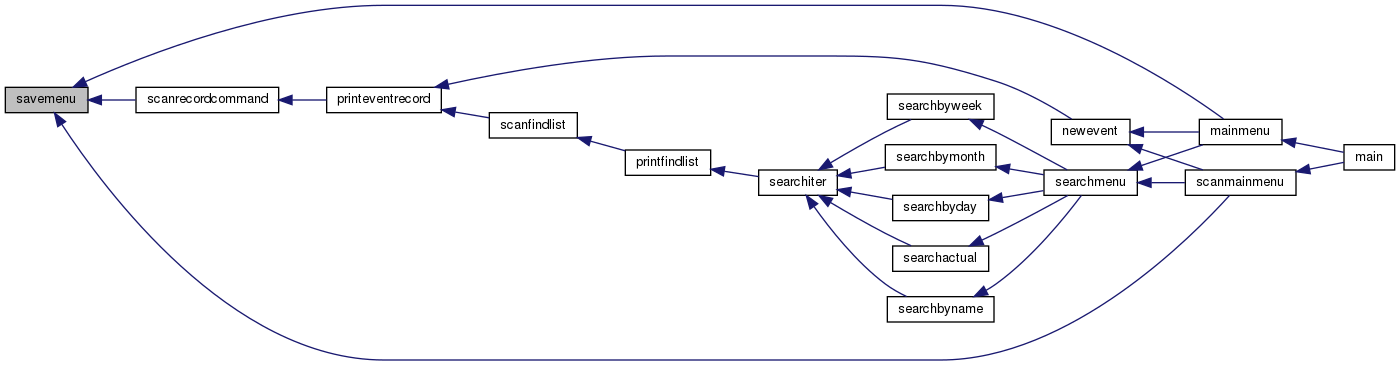 savemenu
scanrecordcommand
printeventrecord
scanfindlist
printfindlist
searchiter
searchbyweek
searchbymonth
searchbyday
searchactual
searchbyname
newevent
searchmenu
mainmenu
scanmainmenu
main